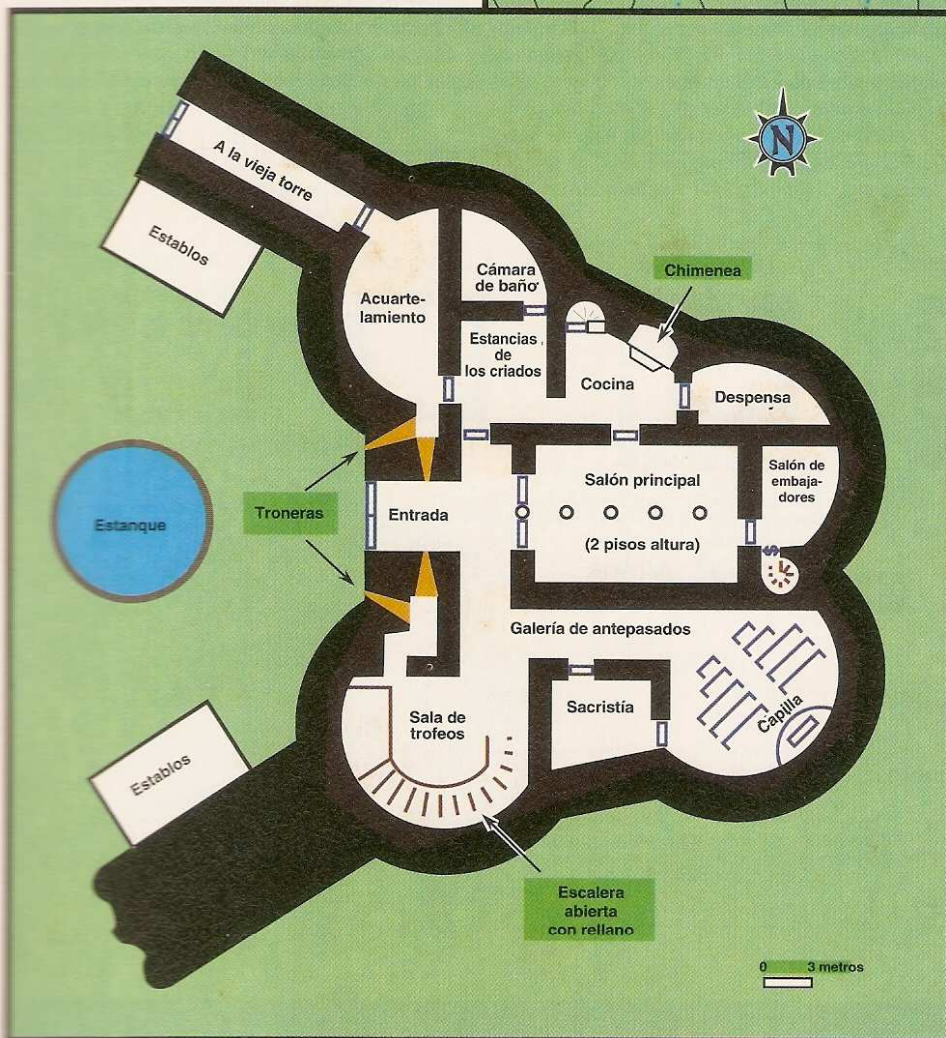 N
A la vieja torre
Establos
Chimenea
Cámara
de baño
Acuarte-
lamiento
Estancias
de
los criados
Cocina
Despensa
Salón principal
Salón de
embaja-
dores
Troneras
Entrada
Estanque
(2 pisos altura)
S
Galería de antepasados
Sacristía
Capilla
Sala de
trofeos
Establos
Escalera
abierta
con rellano
0 3 metros